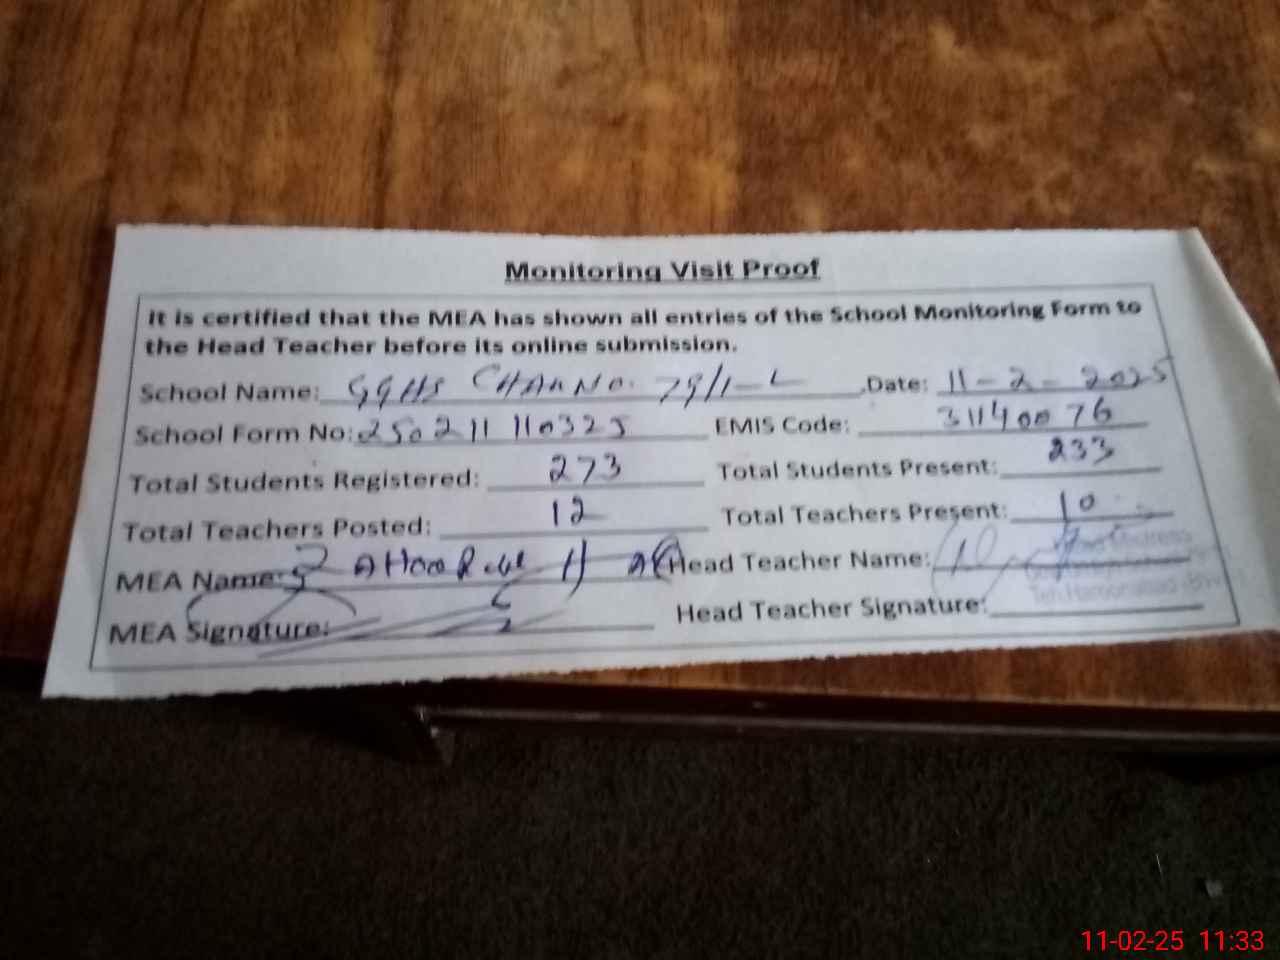 Monitoring Visit Proof
It is certified that the MEA has shown all entries of the School Monitoring Form to
the Head Teacher before its online submission.
School Name: GGHS CHAK No. 79/1-L Date: 11-2-2025
School Form No: 250211110325 EMIS Code: 31140076
Total Students Registered: 273 Total Students Present: 233
Total Teachers Posted: 12 Total Teachers Present: 10
MEA Name: Head Teacher Name:
MEA Signature: Head Teacher Signature:
11-02-25 11:33